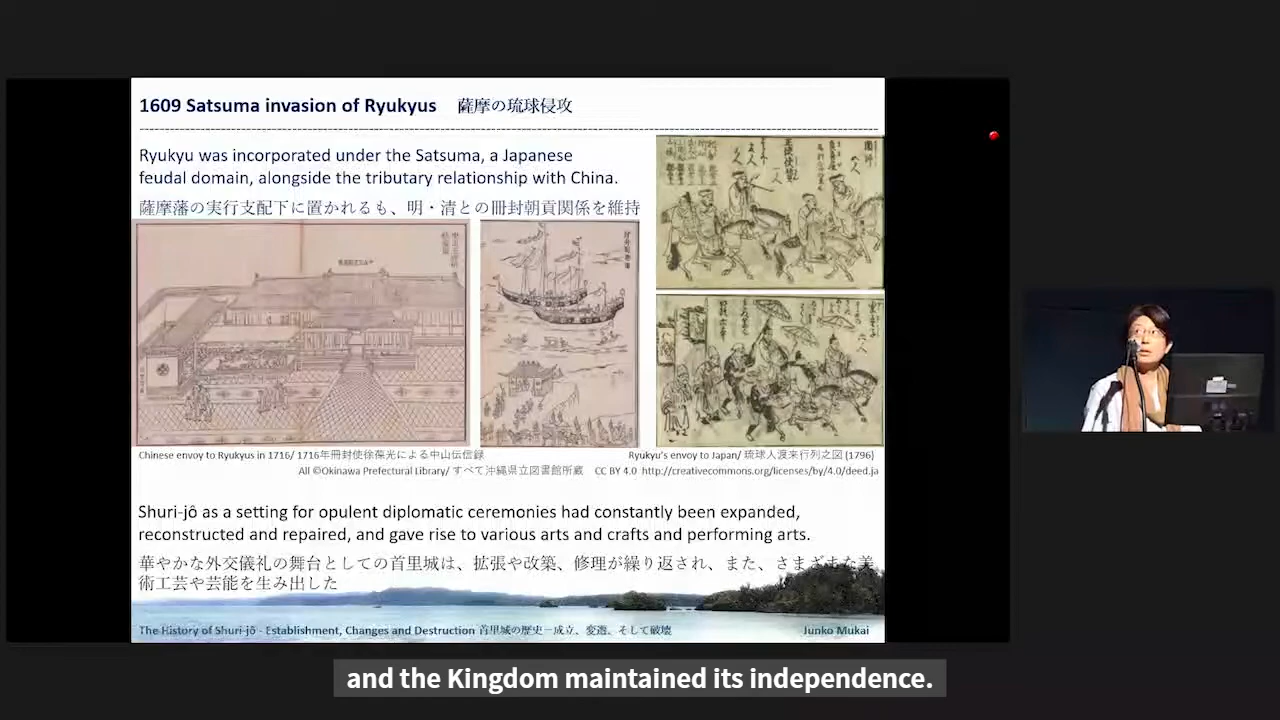 1609 Satsuma invasion of Ryukyus 薩摩の琉球侵攻
Ryukyu was incorporated under the Satsuma, a Japanese
feudal domain, alongside the tributary relationship with China.
薩摩藩の実行支配下に置かれるも、明・清との冊封朝貢関係を維持
Chinese envoy to Ryukyus in 1716/ 1716年冊封使徐葆光による中山伝信録
Ryukyu's envoy to Japan/ 琉球人渡来行列之図 (1796)
All ©Okinawa Prefectural Library/ すべて沖縄県立図書館所蔵 CC BY 4.0 http://creativecommons.org/licenses/by/4.0/deed.ja
Shuri-jô as a setting for opulent diplomatic ceremonies had constantly been expanded,
reconstructed and repaired, and gave rise to various arts and crafts and performing arts.
華やかな外交儀礼の舞台としての首里城は、拡張や改築、修理が繰り返され、また、さまざまな美
術工芸や芸能を生み出した
The History of Shuri-jô - Establishment, Changes and Destruction 首里城の歴史－成立、変遷、そして破壊
Junko Mukai
and the Kingdom maintained its independence.